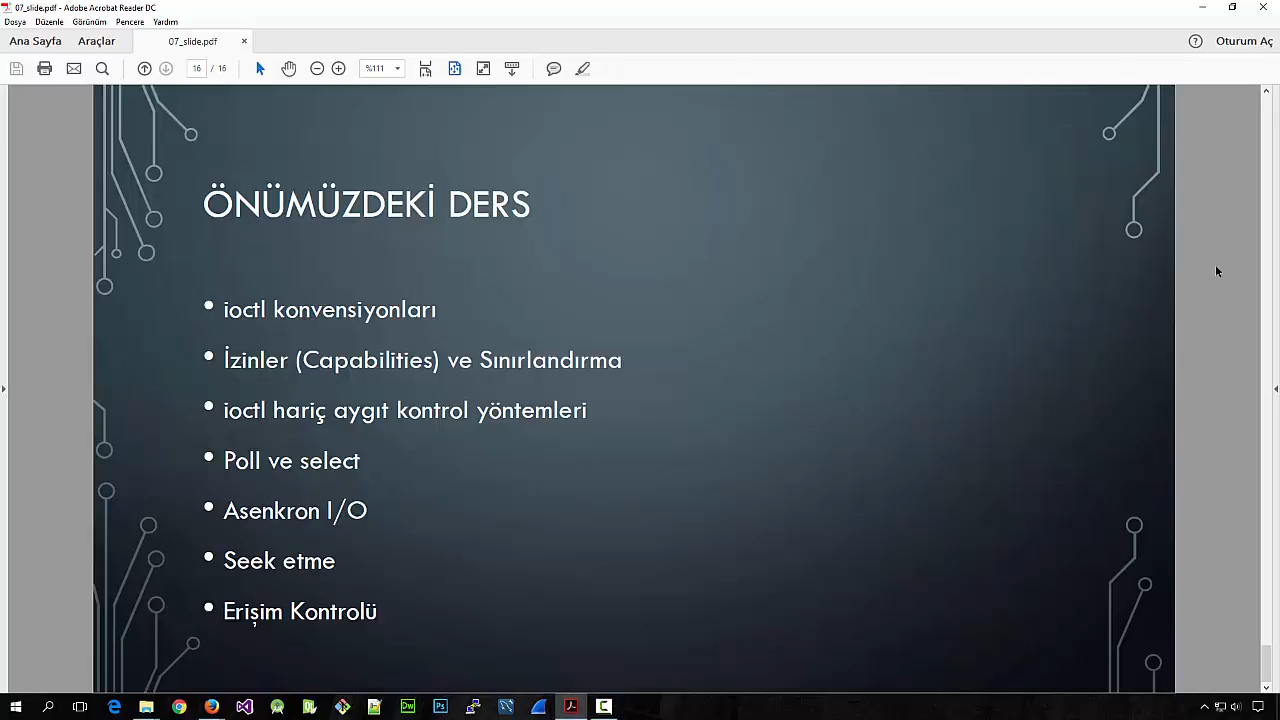 07_slide.pdf - Adobe Acrobat Reader DC
Dosya Düzenle Görünüm Pencere Yardım
Ana Sayfa Araçlar 07_slide.pdf × Oturum Aç
16 / 16 %111
ÖNÜMÜZDEKİ DERS
• ioctl konvensiyonları
• İzinler (Capabilities) ve Sınırlandırma
• ioctl hariç aygıt kontrol yöntemleri
• Poll ve select
• Asenkron I/O
• Seek etme
• Erişim Kontrolü